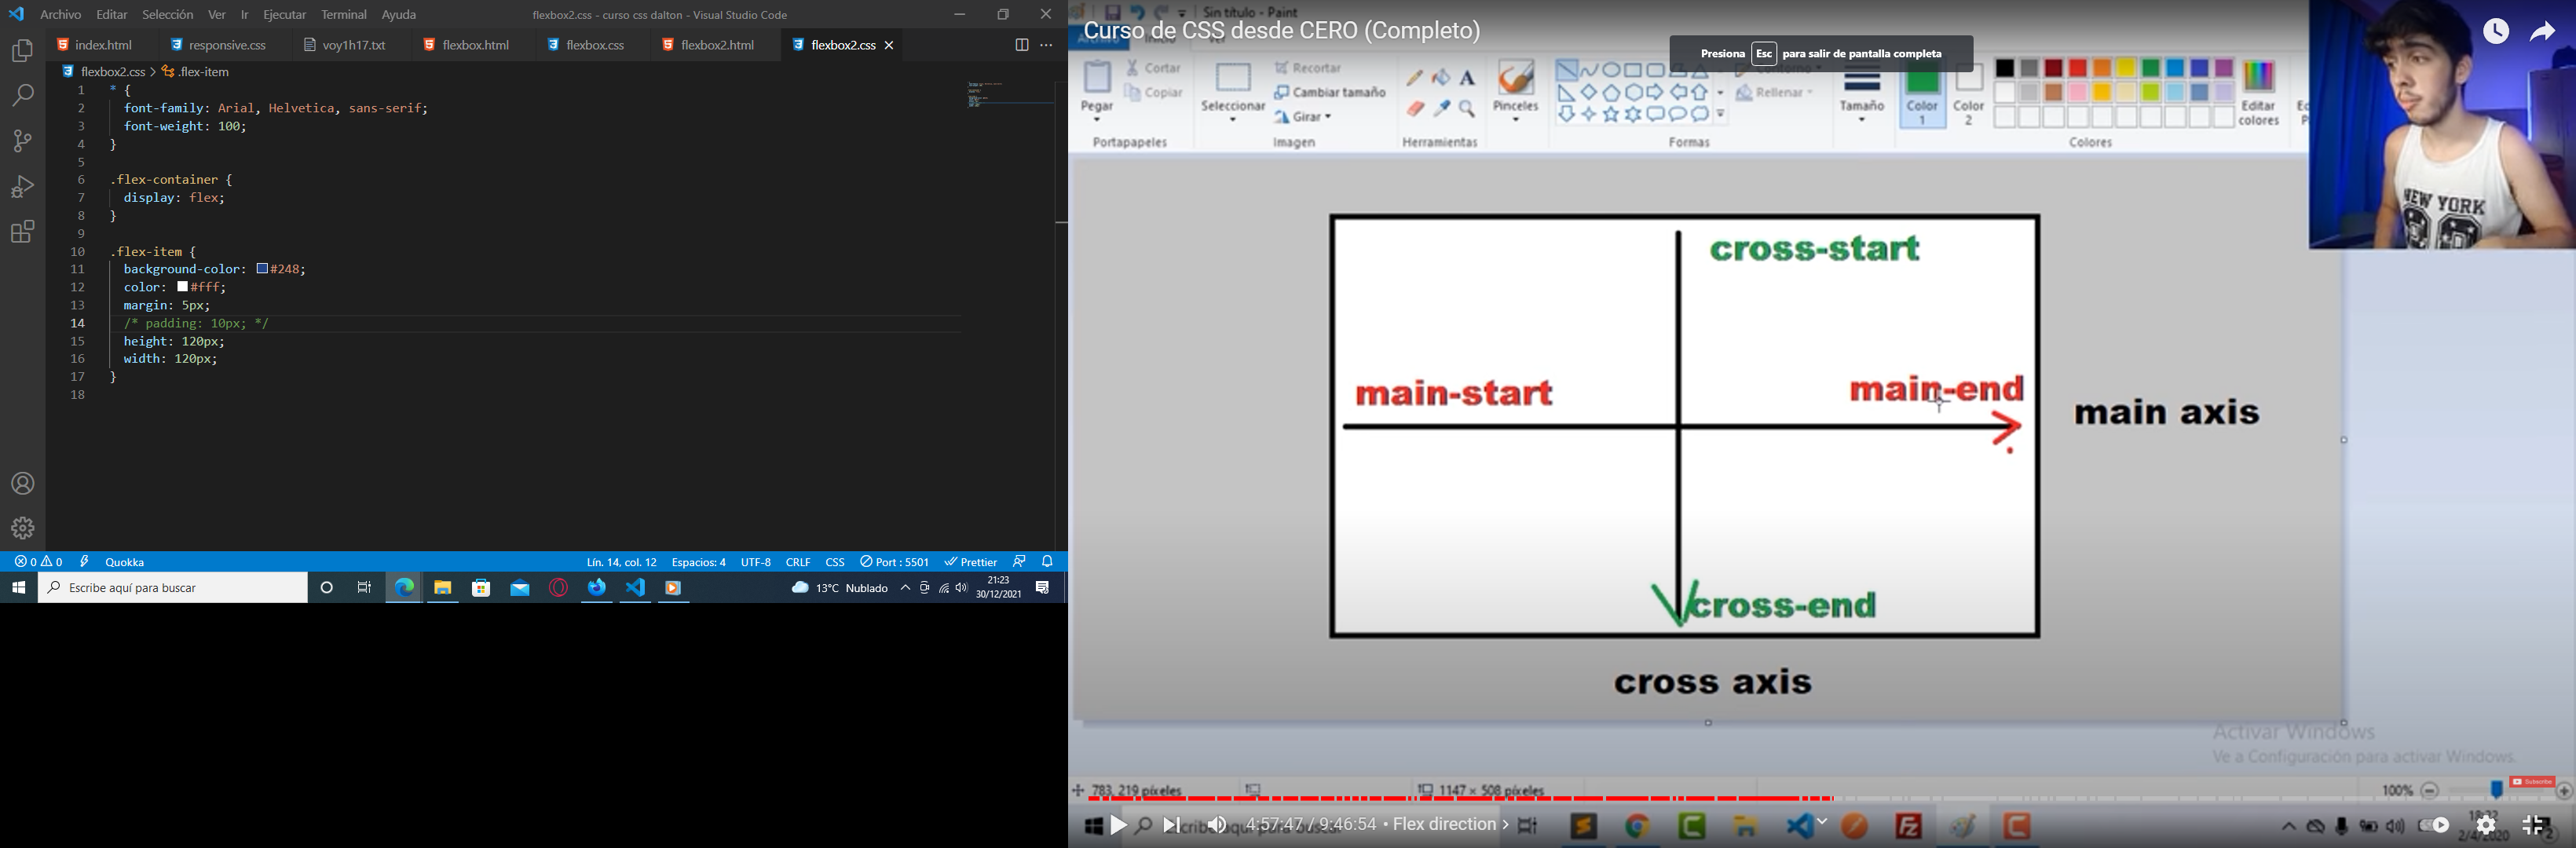 Archivo Editar Selección Ver Ir Ejecutar Terminal Ayuda
flexbox2.css - curso css dalton - Visual Studio Code
index.html responsive.css voy1h17.txt flexbox.html flexbox.css flexbox2.html flexbox2.css
flexbox2.css > .flex-item
1 * {
2 font-family: Arial, Helvetica, sans-serif;
3 font-weight: 100;
4 }
5
6 .flex-container {
7 display: flex;
8 }
9
10 .flex-item {
11 background-color: #248;
12 color: #fff;
13 margin: 5px;
14 /* padding: 10px; */
15 height: 120px;
16 width: 120px;
17 }
18
0 0 Quokka Lín. 14, col. 12 Espacios: 4 UTF-8 CRLF CSS Port : 5501 Prettier
Escribe aquí para buscar
13°C Nublado
21:23
30/12/2021
Sin título - Paint
Curso de CSS desde CERO (Completo)
Presiona Esc para salir de pantalla completa
Pegar
Cortar
Copiar
Portapapeles
Seleccionar
Recortar
Cambiar tamaño
Girar
Imagen
Herramientas
Pinceles
Rellenar
Formas
Tamaño
Color
1
Color
2
Editar
colores
Colores
NEW YORK
cross-start
main-start
main-end
main axis
cross-end
cross axis
Activar Windows
Ve a Configuración para activar Windows.
783, 219 píxeles
1147 × 508 píxeles
100%
Subscribe
4:57:47 / 9:46:54 • Flex direction >
2/4/2020